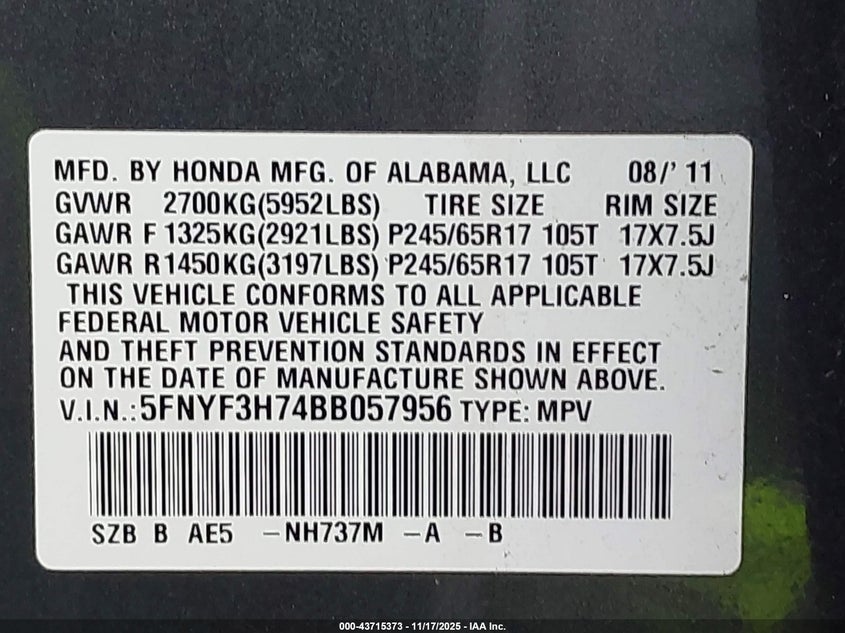 MFD. BY HONDA MFG. OF ALABAMA, LLC 08/' 11
GVWR 2700KG(5952LBS) TIRE SIZE RIM SIZE
GAWR F 1325KG(2921LBS) P245/65R17 105T 17X7.5J
GAWR R 1450KG(3197LBS) P245/65R17 105T 17X7.5J
THIS VEHICLE CONFORMS TO ALL APPLICABLE
FEDERAL MOTOR VEHICLE SAFETY
AND THEFT PREVENTION STANDARDS IN EFFECT
ON THE DATE OF MANUFACTURE SHOWN ABOVE.
V.I.N.: 5FNYF3H74BB057956 TYPE: MPV
SZB B AE5 -NH737M -A -B
000-43715373 - 11/17/2025 - IAA Inc.